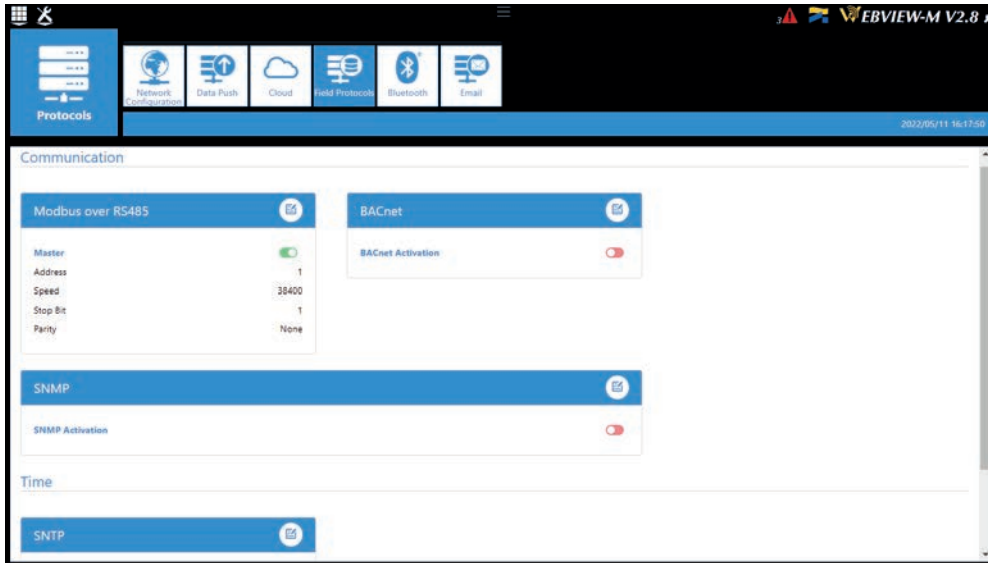 3 WEBVIEW-M V2.8
Protocols
Network Configuration
Data Push
Cloud
Field Protocols
Bluetooth
Email
2022/05/11 16:17:50
Communication
Modbus over RS485
Master
Address 1
Speed 38400
Stop Bit 1
Parity None
BACnet
BACnet Activation
SNMP
SNMP Activation
Time
SNTP